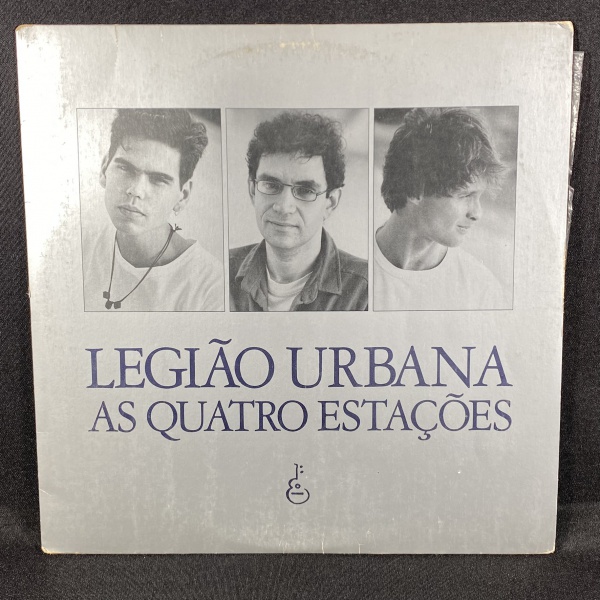 LEGIÃO URBANA
AS QUATRO ESTAÇÕES